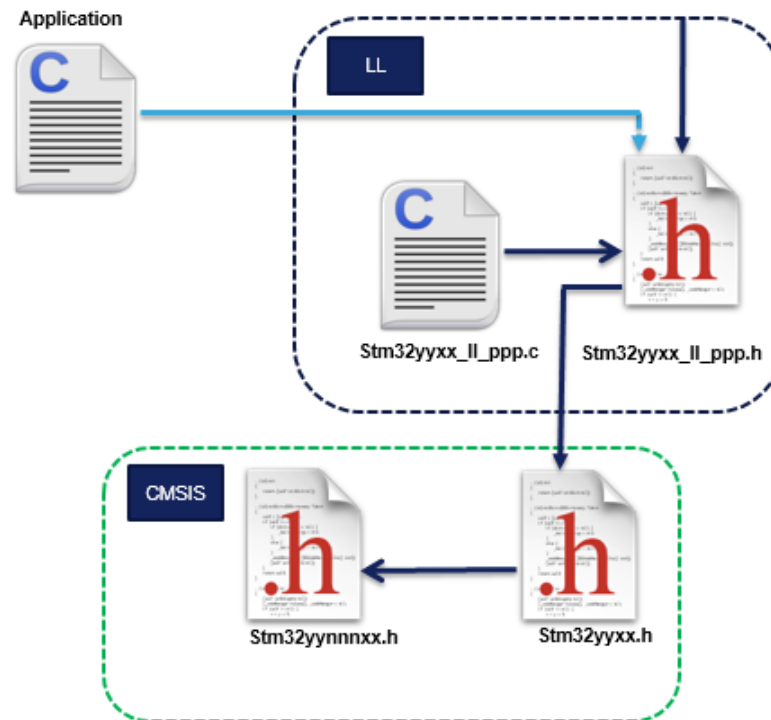 Application
LL
C
C
.h
Stm32yyxx_ll_ppp.c
Stm32yyxx_ll_ppp.h
CMSIS
.h
.h
Stm32yynnnxx.h
Stm32yyxx.h